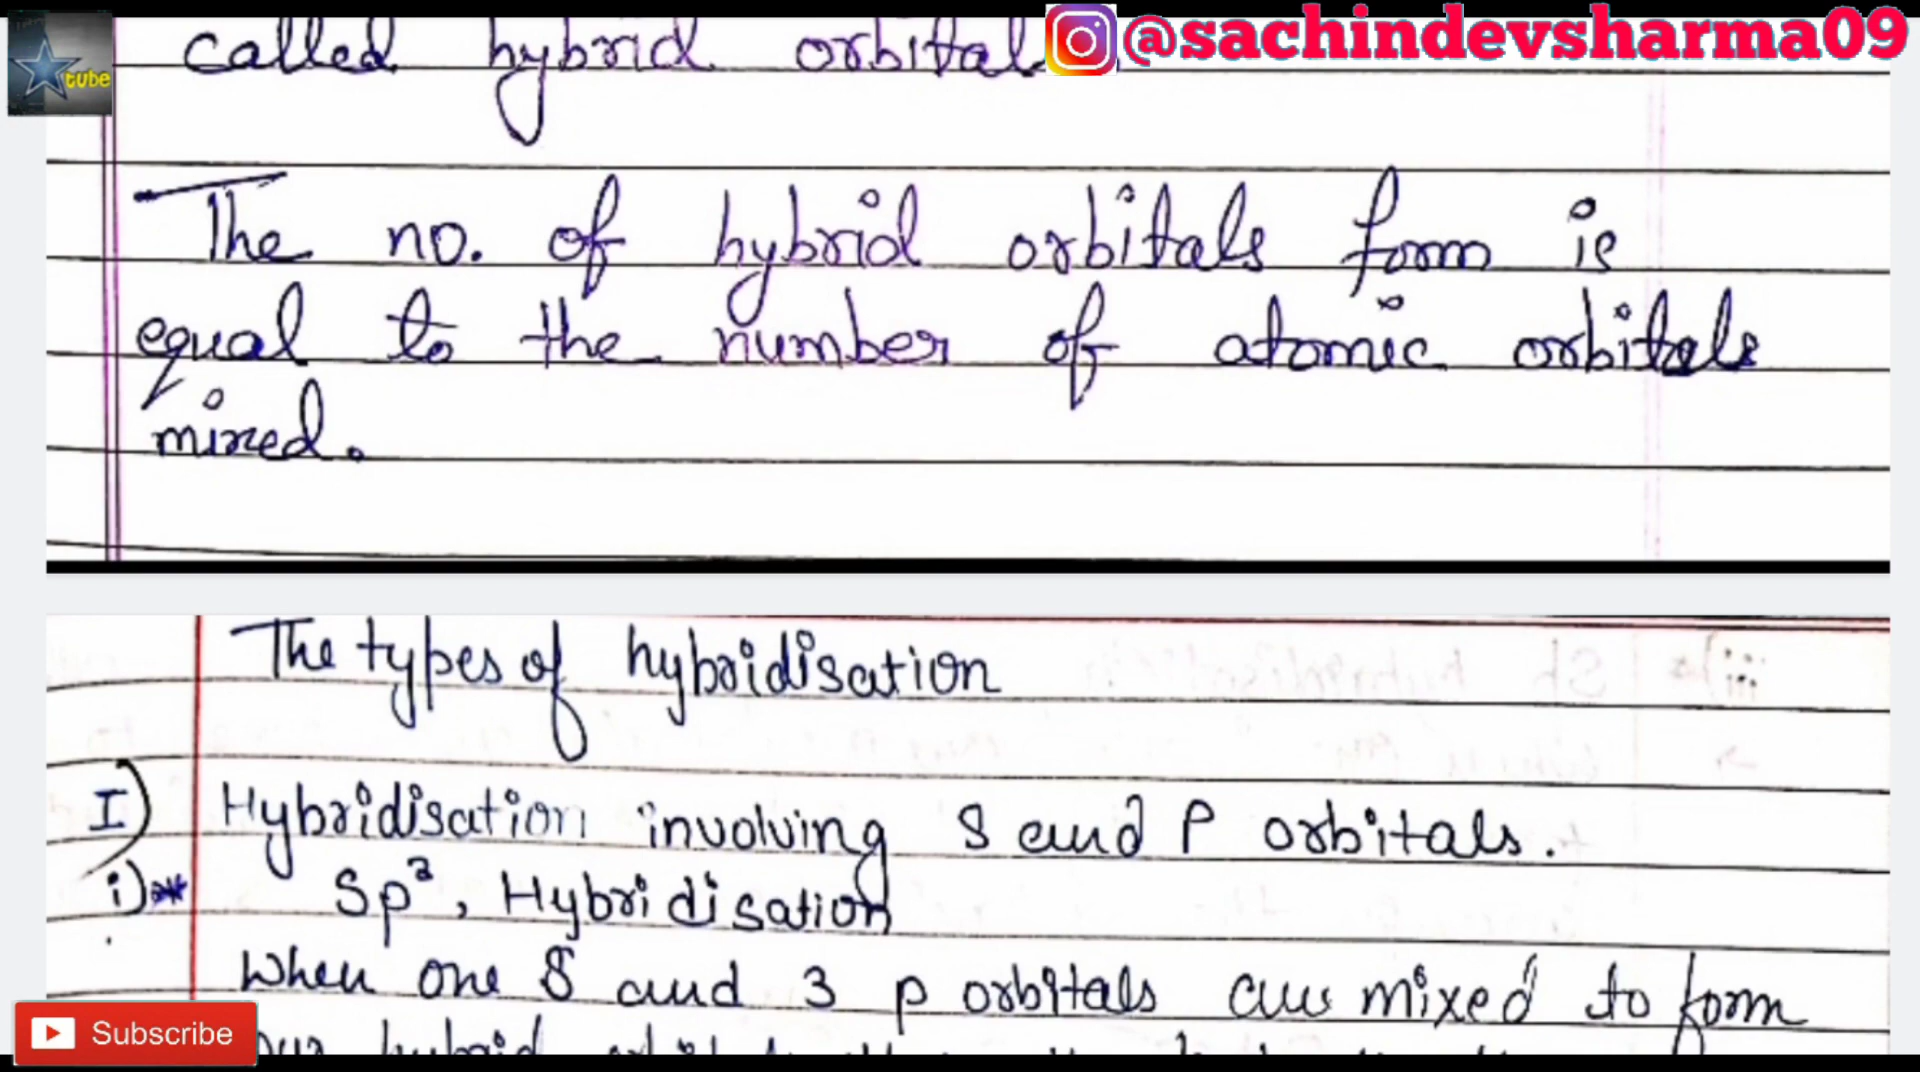 called hybrid orbital
@sachindevsharma09
tube
The no. of hybrid orbitals form is
equal to the number of atomic orbitals
mixed.
The types of hybridisation
iii)
I) Hybridisation involving S and P orbitals.
i) Sp³, Hybridisation
When one S and 3 p orbitals are mixed to form
hybrid
Subscribe